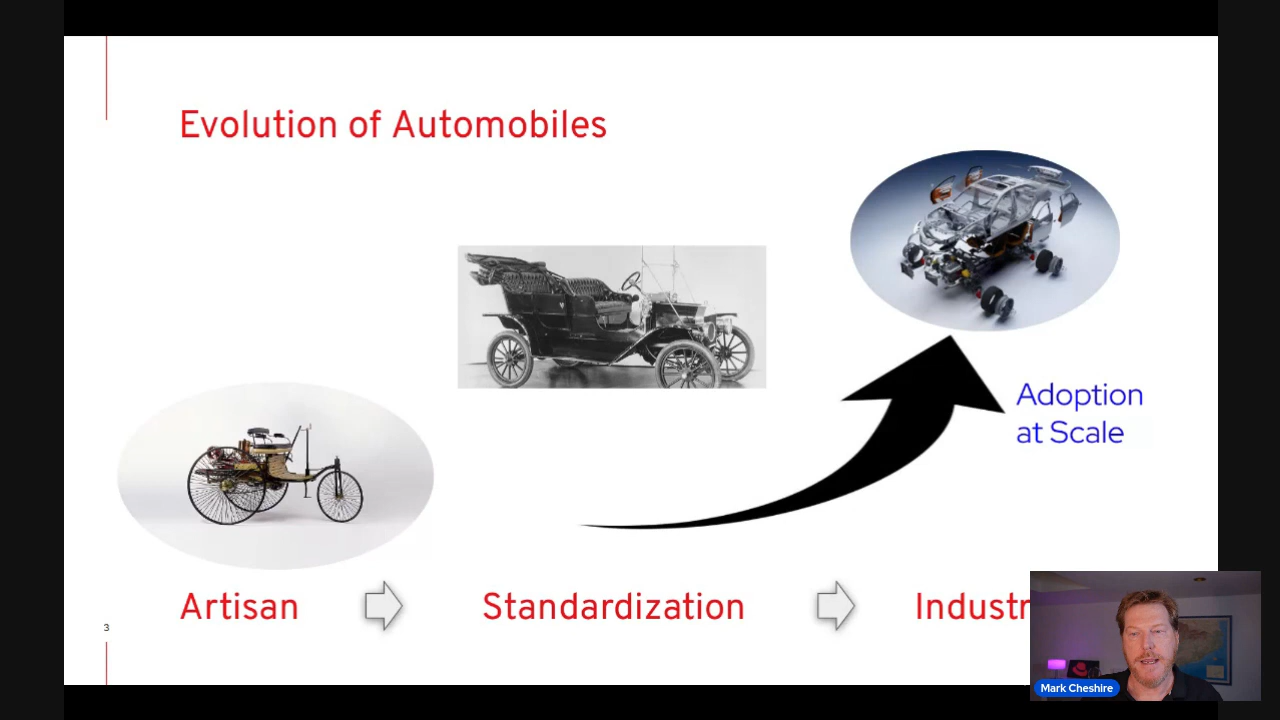 Evolution of Automobiles
Adoption
at Scale
Artisan
Standardization
Industr
3
Mark Cheshire